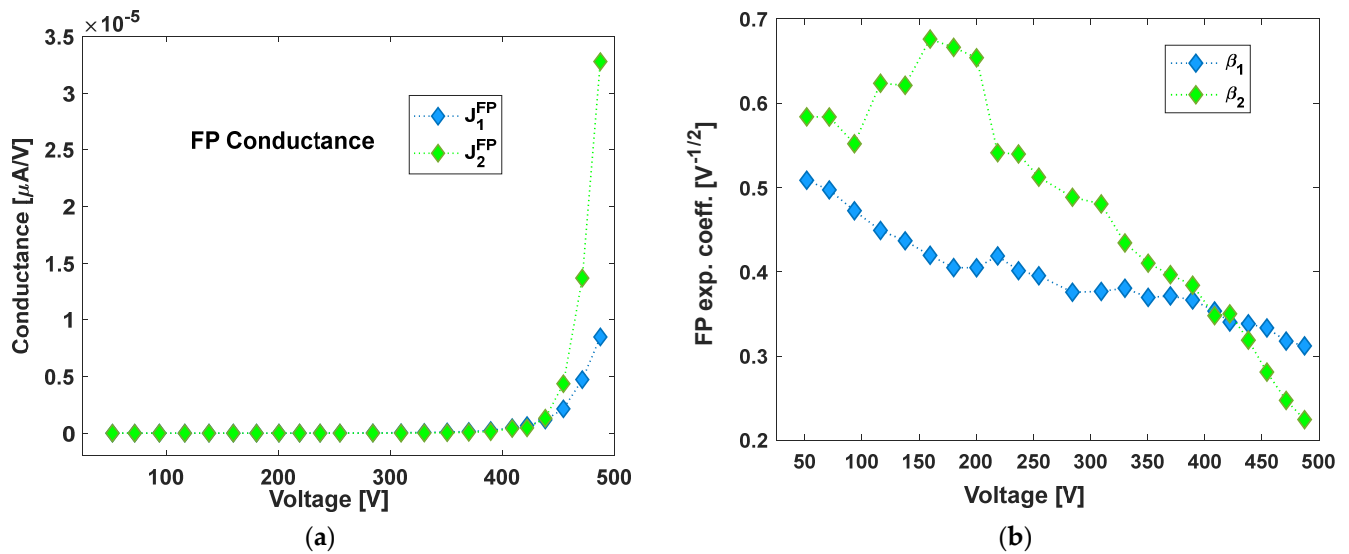 ×10⁻⁵
3.5
3
2.5
2
1.5
1
0.5
0
Conductance [μA/V]
FP Conductance
J₁^FP
J₂^FP
100 200 300 400 500
Voltage [V]
(a)
0.7
0.6
0.5
0.4
0.3
0.2
FP exp. coeff. [V⁻¹/²]
β₁
β₂
50 100 150 200 250 300 350 400 450 500
Voltage [V]
(b)